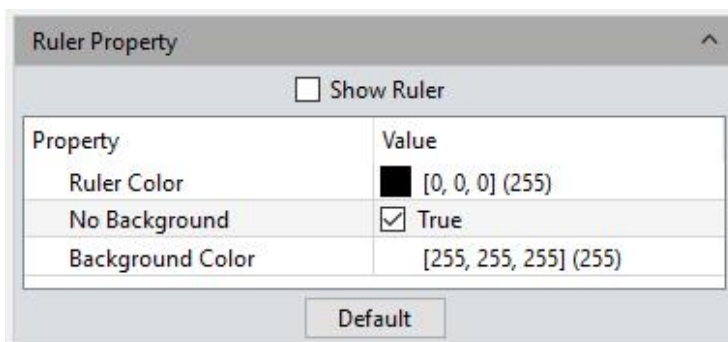 Ruler Property
Show Ruler
Property Value
Ruler Color [0, 0, 0] (255)
No Background True
Background Color [255, 255, 255] (255)
Default